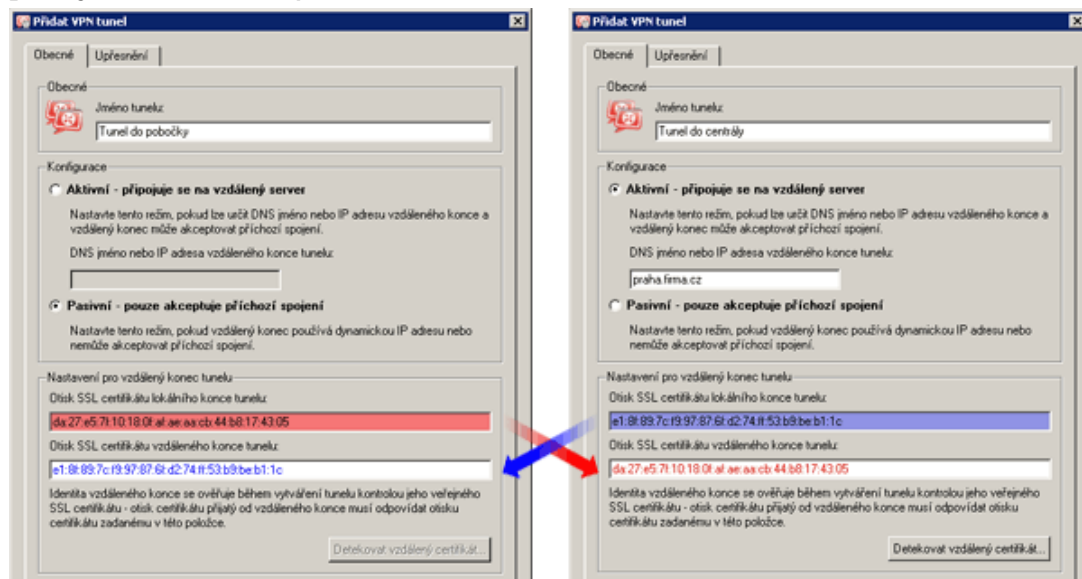 Přidat VPN tunel
Obecné Upřesnění
Obecné
Jméno tunelu:
Tunel do pobočky
Konfigurace
Aktivní - připojuje se na vzdálený server
Nastavte tento režim, pokud lze určit DNS jméno nebo IP adresu vzdáleného konce a
vzdálený konec může akceptovat příchozí spojení.
DNS jméno nebo IP adresa vzdáleného konce tunelu:
Pasivní - pouze akceptuje příchozí spojení
Nastavte tento režim, pokud vzdálený konec používá dynamickou IP adresu nebo
nemůže akceptovat příchozí spojení.
Nastavení pro vzdálený konec tunelu
Otisk SSL certifikátu lokálního konce tunelu:
da:27:e5:7f:10:18:0f:af:ae:aa:cb:44:b8:17:43:05
Otisk SSL certifikátu vzdáleného konce tunelu:
e1:8f:89:7c:f9:97:87:6f:d2:74:ff:53:b9:be:b1:1c
Identita vzdáleného konce se ověřuje během vytváření tunelu kontrolou jeho veřejného
SSL certifikátu - otisk certifikátu přijatý od vzdáleného konce musí odpovídat otisku
certifikátu zadanému v této položce.
Detekovat vzdálený certifikát...
Přidat VPN tunel
Obecné Upřesnění
Obecné
Jméno tunelu:
Tunel do centrály
Konfigurace
Aktivní - připojuje se na vzdálený server
Nastavte tento režim, pokud lze určit DNS jméno nebo IP adresu vzdáleného konce a
vzdálený konec může akceptovat příchozí spojení.
DNS jméno nebo IP adresa vzdáleného konce tunelu:
praha.firma.cz
Pasivní - pouze akceptuje příchozí spojení
Nastavte tento režim, pokud vzdálený konec používá dynamickou IP adresu nebo
nemůže akceptovat příchozí spojení.
Nastavení pro vzdálený konec tunelu
Otisk SSL certifikátu lokálního konce tunelu:
e1:8f:89:7c:f9:97:87:6f:d2:74:ff:53:b9:be:b1:1c
Otisk SSL certifikátu vzdáleného konce tunelu:
da:27:e5:7f:10:18:0f:af:ae:aa:cb:44:b8:17:43:05
Identita vzdáleného konce se ověřuje během vytváření tunelu kontrolou jeho veřejného
SSL certifikátu - otisk certifikátu přijatý od vzdáleného konce musí odpovídat otisku
certifikátu zadanému v této položce.
Detekovat vzdálený certifikát...